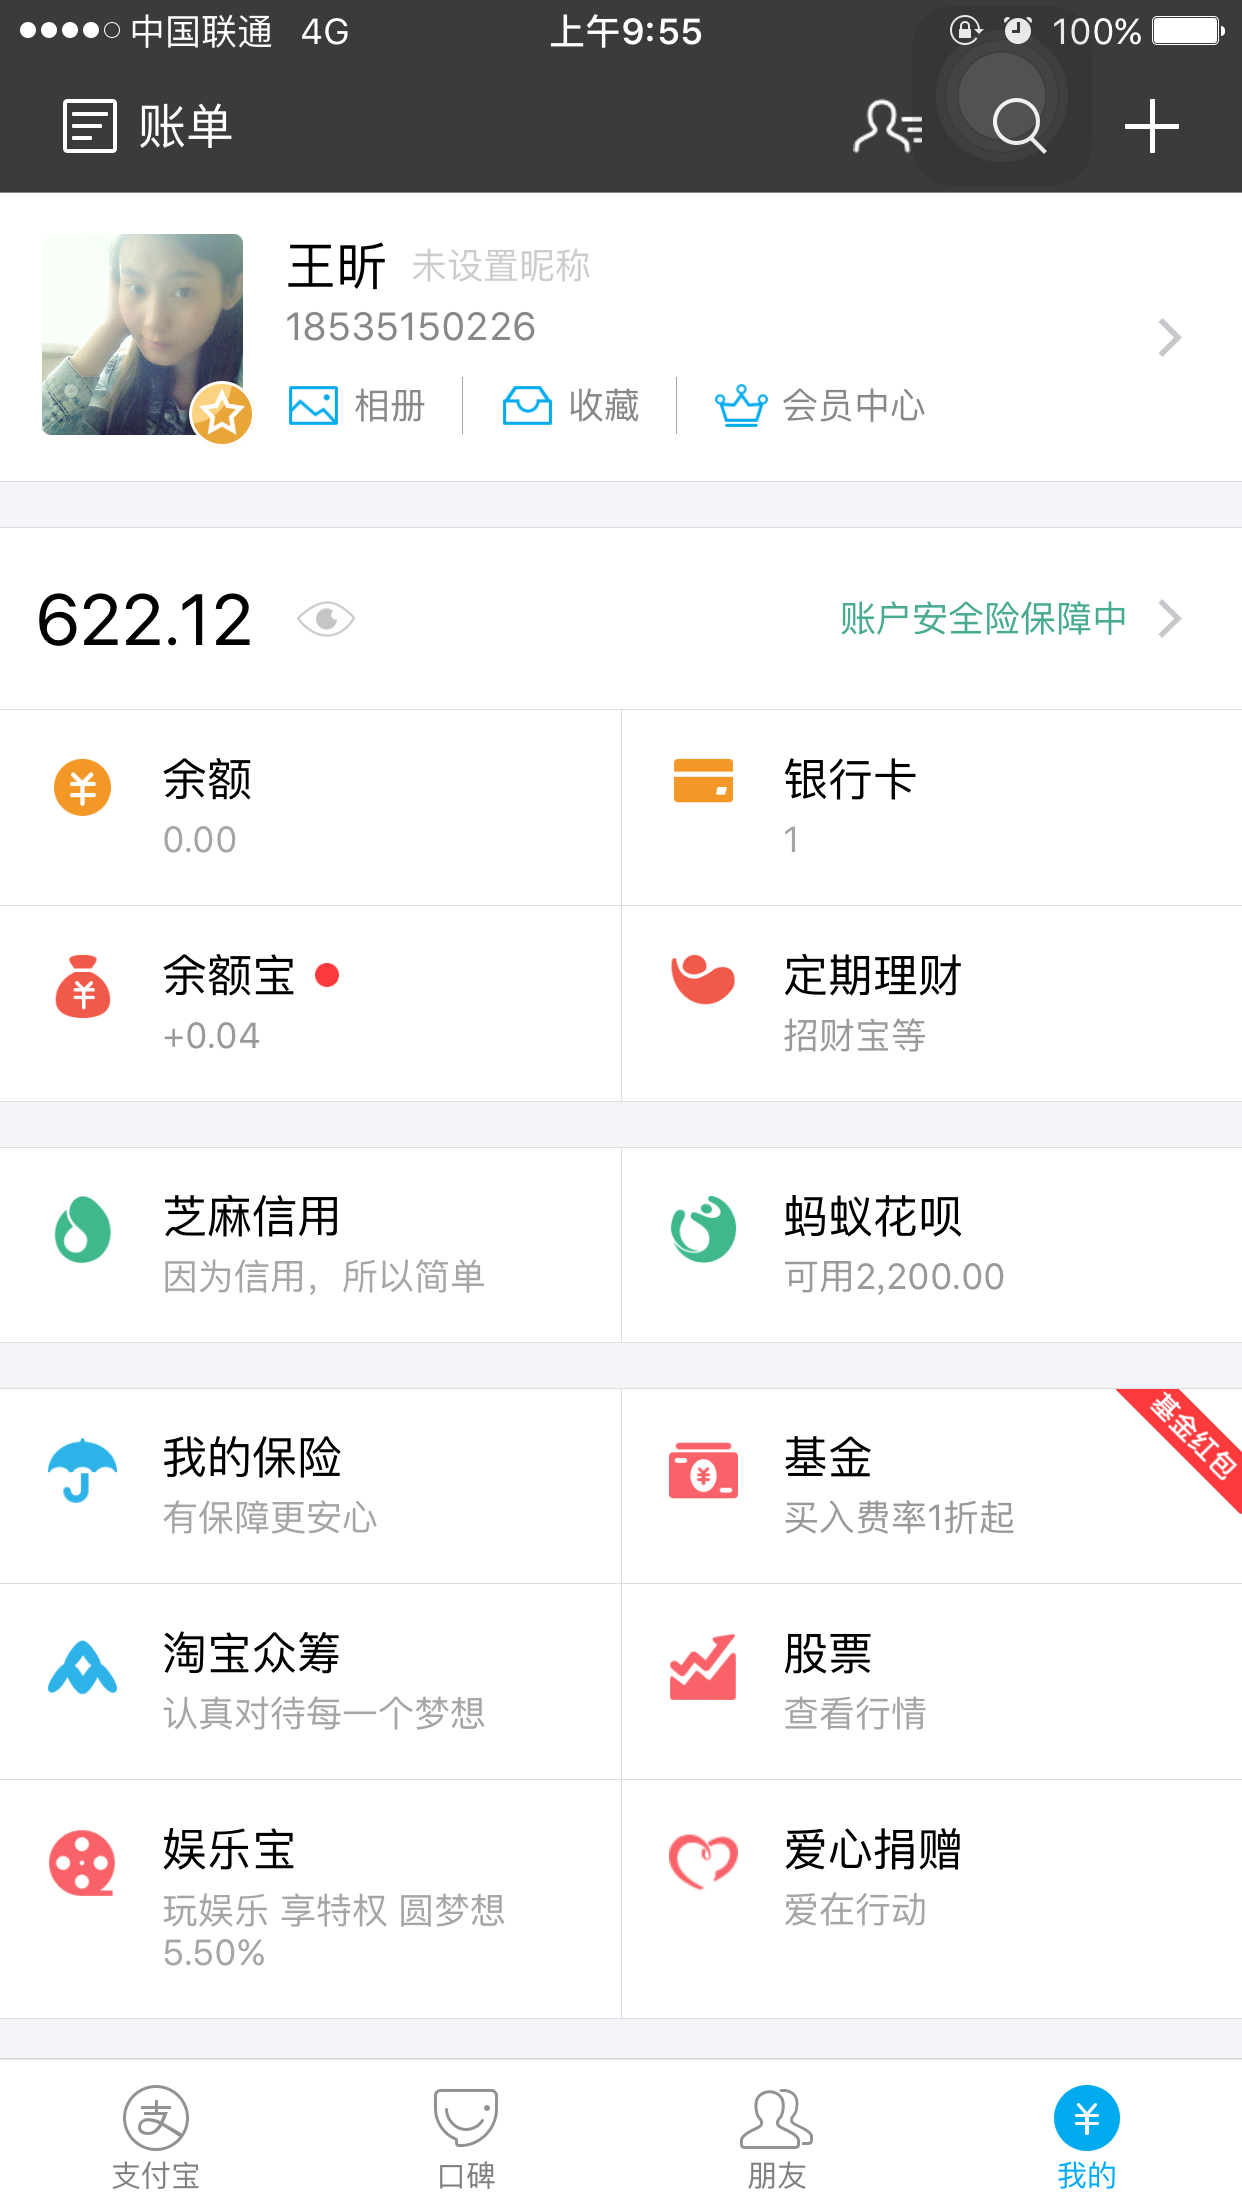 中国联通 4G 上午9:55 100%
账单
王昕 未设置昵称
18535150226
相册 收藏 会员中心
622.12 账户安全险保障中
余额 银行卡
0.00 1
余额宝 定期理财
+0.04 招财宝等
芝麻信用 蚂蚁花呗
因为信用，所以简单 可用2,200.00
基金红包
我的保险 基金
有保障更安心 买入费率1折起
淘宝众筹 股票
认真对待每一个梦想 查看行情
娱乐宝 爱心捐赠
玩娱乐 享特权 圆梦想 爱在行动
5.50%
支付宝 口碑 朋友 我的